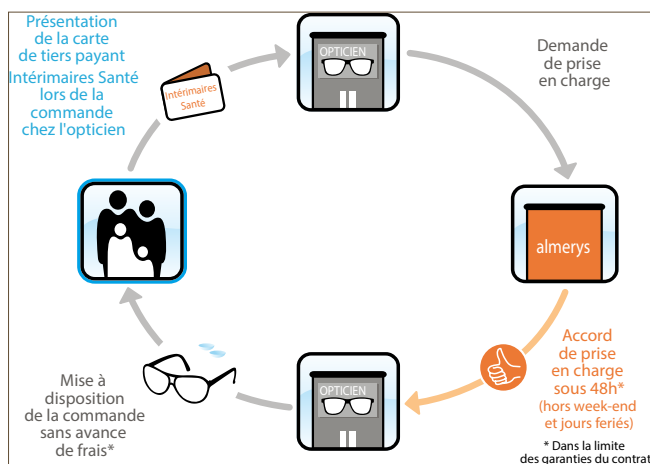 Présentation
de la carte
de tiers payant
Intérimaires Santé
lors de la
commande
chez l'opticien
Intérimaires
Santé
OPTICIEN
Demande
de prise
en charge
almerys
Accord
de prise
en charge
sous 48h*
(hors week-end
et jours feriés)
* Dans la limite
des garanties du contrat
OPTICIEN
Mise à
disposition
de la commande
sans avance
de frais*